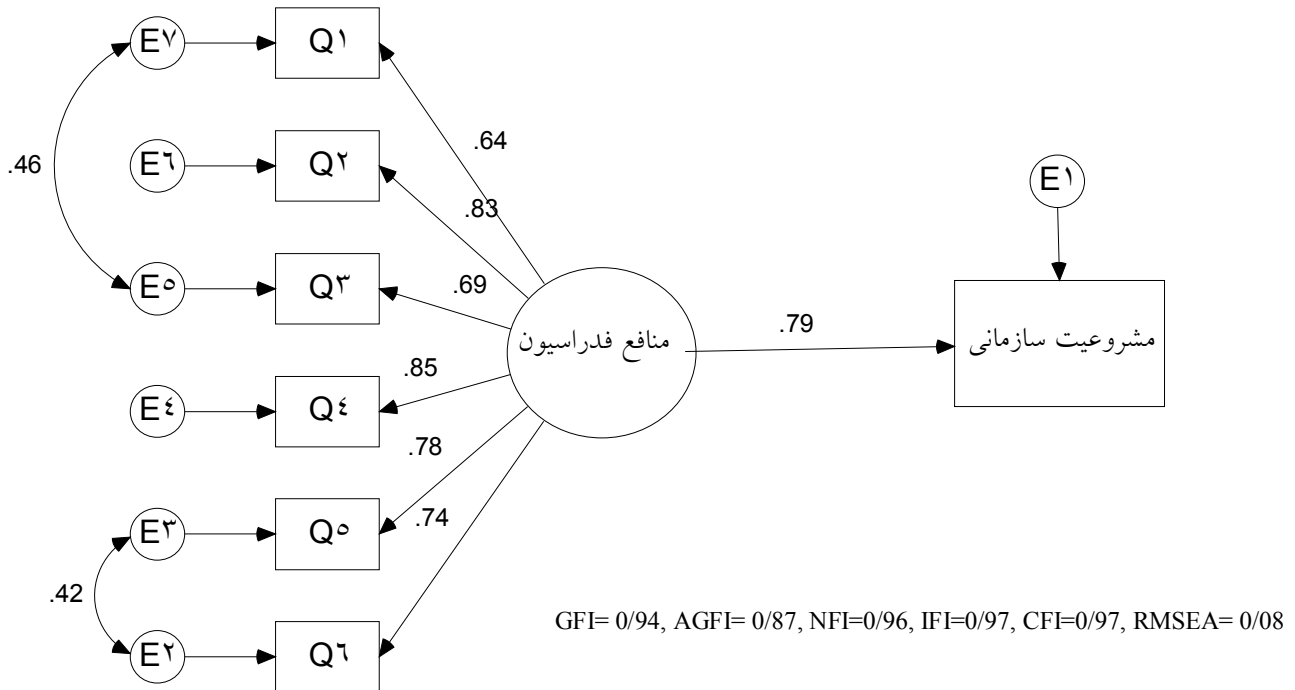 E۷ Q۱
.64
.46
E٦ Q۲
.83
E۱
E٥ Q۳
.69
منافع فدراسیون
.79
مشروعیت سازمانی
.85
E٤ Q٤
.78
E۳ Q٥
.74
.42
E۲ Q٦
GFI= 0/94, AGFI= 0/87, NFI=0/96, IFI=0/97, CFI=0/97, RMSEA= 0/08